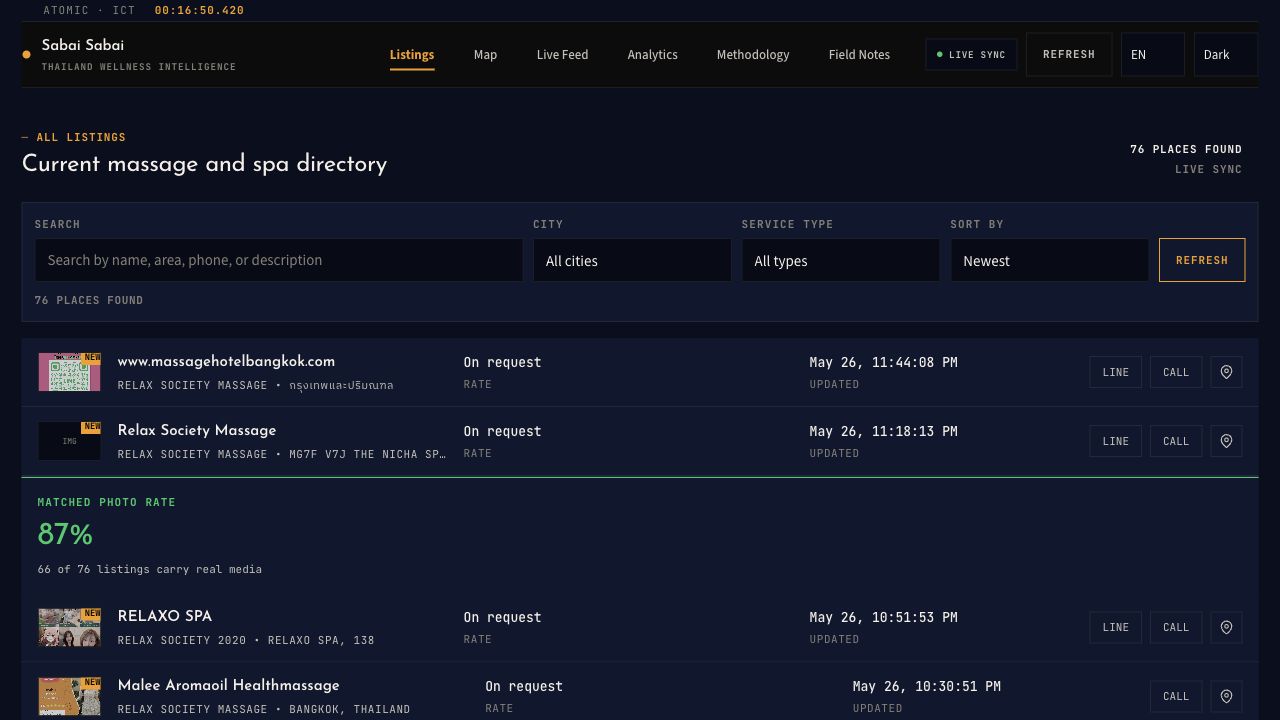 ATOMIC · ICT 00:16:50.420
Sabai Sabai
THAILAND WELLNESS INTELLIGENCE
Listings Map Live Feed Analytics Methodology Field Notes LIVE SYNC REFRESH EN Dark
— ALL LISTINGS
Current massage and spa directory
76 PLACES FOUND
LIVE SYNC
SEARCH CITY SERVICE TYPE SORT BY
Search by name, area, phone, or description All cities All types Newest REFRESH
76 PLACES FOUND
NEW www.massagehotelbangkok.com On request May 26, 11:44:08 PM LINE CALL
RELAX SOCIETY MASSAGE • กรุงเทพและปริมณฑล RATE UPDATED
NEW IMG Relax Society Massage On request May 26, 11:18:13 PM LINE CALL
RELAX SOCIETY MASSAGE • MG7F V7J THE NICHA SP… RATE UPDATED
MATCHED PHOTO RATE
87%
66 of 76 listings carry real media
NEW RELAXO SPA On request May 26, 10:51:53 PM LINE CALL
RELAX SOCIETY 2020 • RELAXO SPA, 138 RATE UPDATED
NEW Malee Aromaoil Healthmassage On request May 26, 10:30:51 PM CALL
RELAX SOCIETY MASSAGE • BANGKOK, THAILAND RATE UPDATED